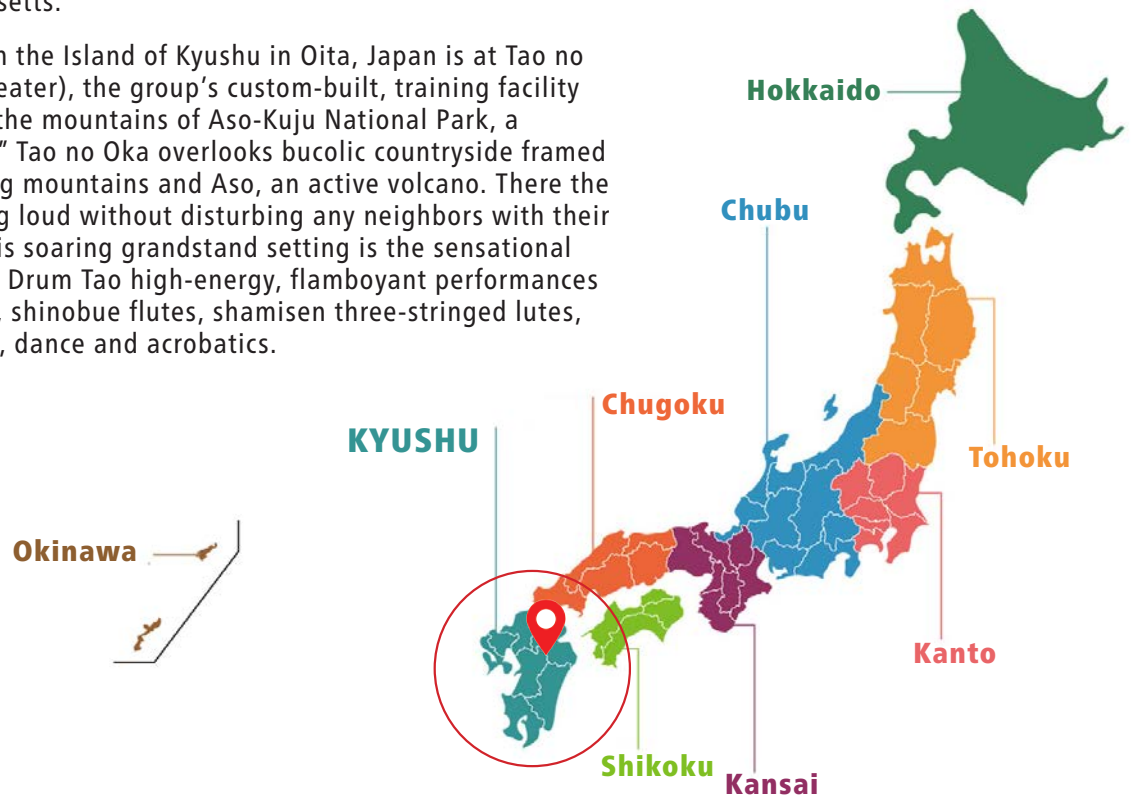 setts.
n the Island of Kyushu in Oita, Japan is at Tao no
eater), the group's custom-built, training facility
the mountains of Aso-Kuju National Park, a
" Tao no Oka overlooks bucolic countryside framed
g mountains and Aso, an active volcano. There the
g loud without disturbing any neighbors with their
is soaring grandstand setting is the sensational
Drum Tao high-energy, flamboyant performances
, shinobue flutes, shamisen three-stringed lutes,
, dance and acrobatics.
Hokkaido
Chubu
Chugoku
KYUSHU
Tohoku
Okinawa
Kanto
Shikoku
Kansai